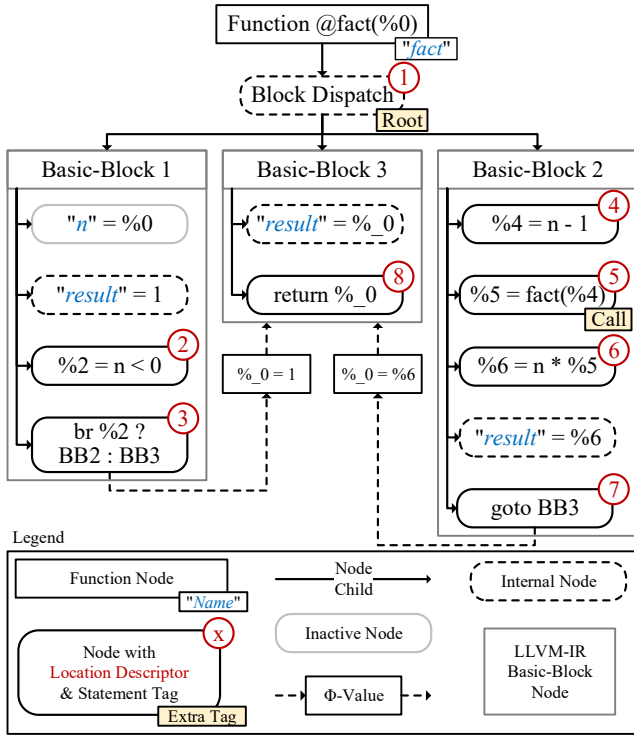 Function @fact(%0)
"fact"
1
Block Dispatch
Root
Basic-Block 1
"n" = %0
"result" = 1
2
%2 = n < 0
3
br %2 ?
BB2 : BB3
Basic-Block 3
"result" = %_0
8
return %_0
%_0 = 1
%_0 = %6
Basic-Block 2
4
%4 = n - 1
5
%5 = fact(%4)
Call
6
%6 = n * %5
"result" = %6
7
goto BB3
Legend
Function Node
"Name"
Node
Child
Internal Node
x
Node with
Location Descriptor
& Statement Tag
Extra Tag
Inactive Node
Φ-Value
LLVM-IR
Basic-Block
Node